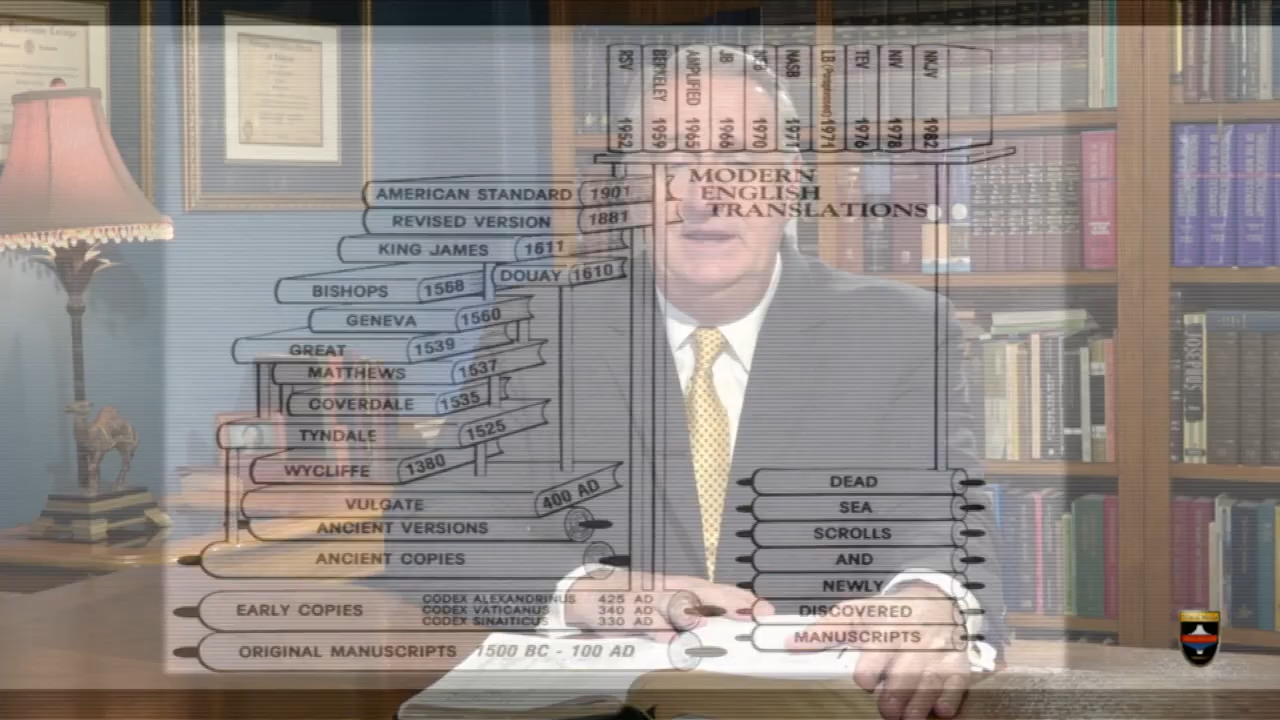 RSV 1952
BERKELEY 1959
AMPLIFIED 1965
JB 1966
1970
NASB 1971
LB (Paraphrased) 1971
TEV 1976
NIV 1978
NKJV 1982
MODERN
ENGLISH
TRANSLATIONS
AMERICAN STANDARD 1901
REVISED VERSION 1881
KING JAMES 1611
DOUAY 1610
BISHOPS 1568
GENEVA 1560
GREAT 1539
MATTHEWS 1537
COVERDALE 1535
TYNDALE 1525
WYCLIFFE 1380
VULGATE 400 AD
ANCIENT VERSIONS
ANCIENT COPIES
EARLY COPIES
CODEX ALEXANDRINUS 425 AD
CODEX VATICANUS 340 AD
CODEX SINAITICUS 330 AD
ORIGINAL MANUSCRIPTS 1500 BC - 100 AD
DEAD
SEA
SCROLLS
AND
NEWLY
DISCOVERED
MANUSCRIPTS
JOSEPHUS